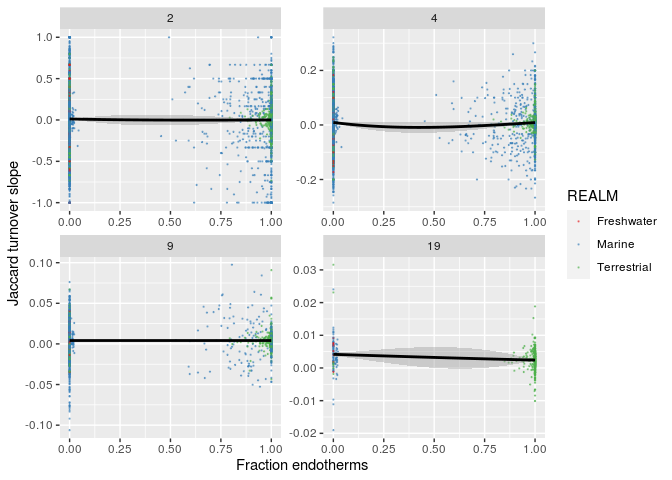 2
4
1.0
0.5
0.0
-0.5
-1.0
0.2
0.0
-0.2
0.00 0.25 0.50 0.75 1.00
0.00 0.25 0.50 0.75 1.00
9
19
0.10
0.05
0.00
-0.05
-0.10
0.03
0.02
0.01
0.00
-0.01
-0.02
0.00 0.25 0.50 0.75 1.00
0.00 0.25 0.50 0.75 1.00
Fraction endotherms
Jaccard turnover slope
REALM
Freshwater
Marine
Terrestrial